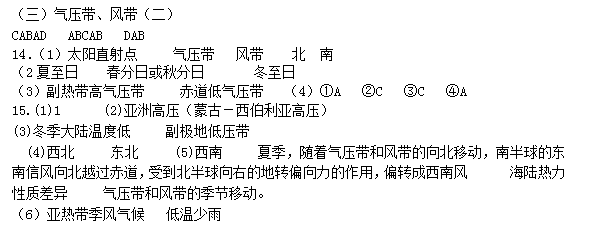 （三）气压带、风带（二）
CABAD ABCAB DAB
14.（1）太阳直射点 气压带 风带 北 南
（2夏至日 春分日或秋分日 冬至日
（3）副热带高气压带 赤道低气压带 （4）①A ②C ③C ④A
15.(1)1 (2)亚洲高压（蒙古－西伯利亚高压）
(3)冬季大陆温度低 副极地低压带
(4)西北 东北 (5)西南 夏季，随着气压带和风带的向北移动，南半球的东
南信风向北越过赤道，受到北半球向右的地转偏向力的作用，偏转成西南风 海陆热力
性质差异 气压带和风带的季节移动。
（6）亚热带季风气候 低温少雨